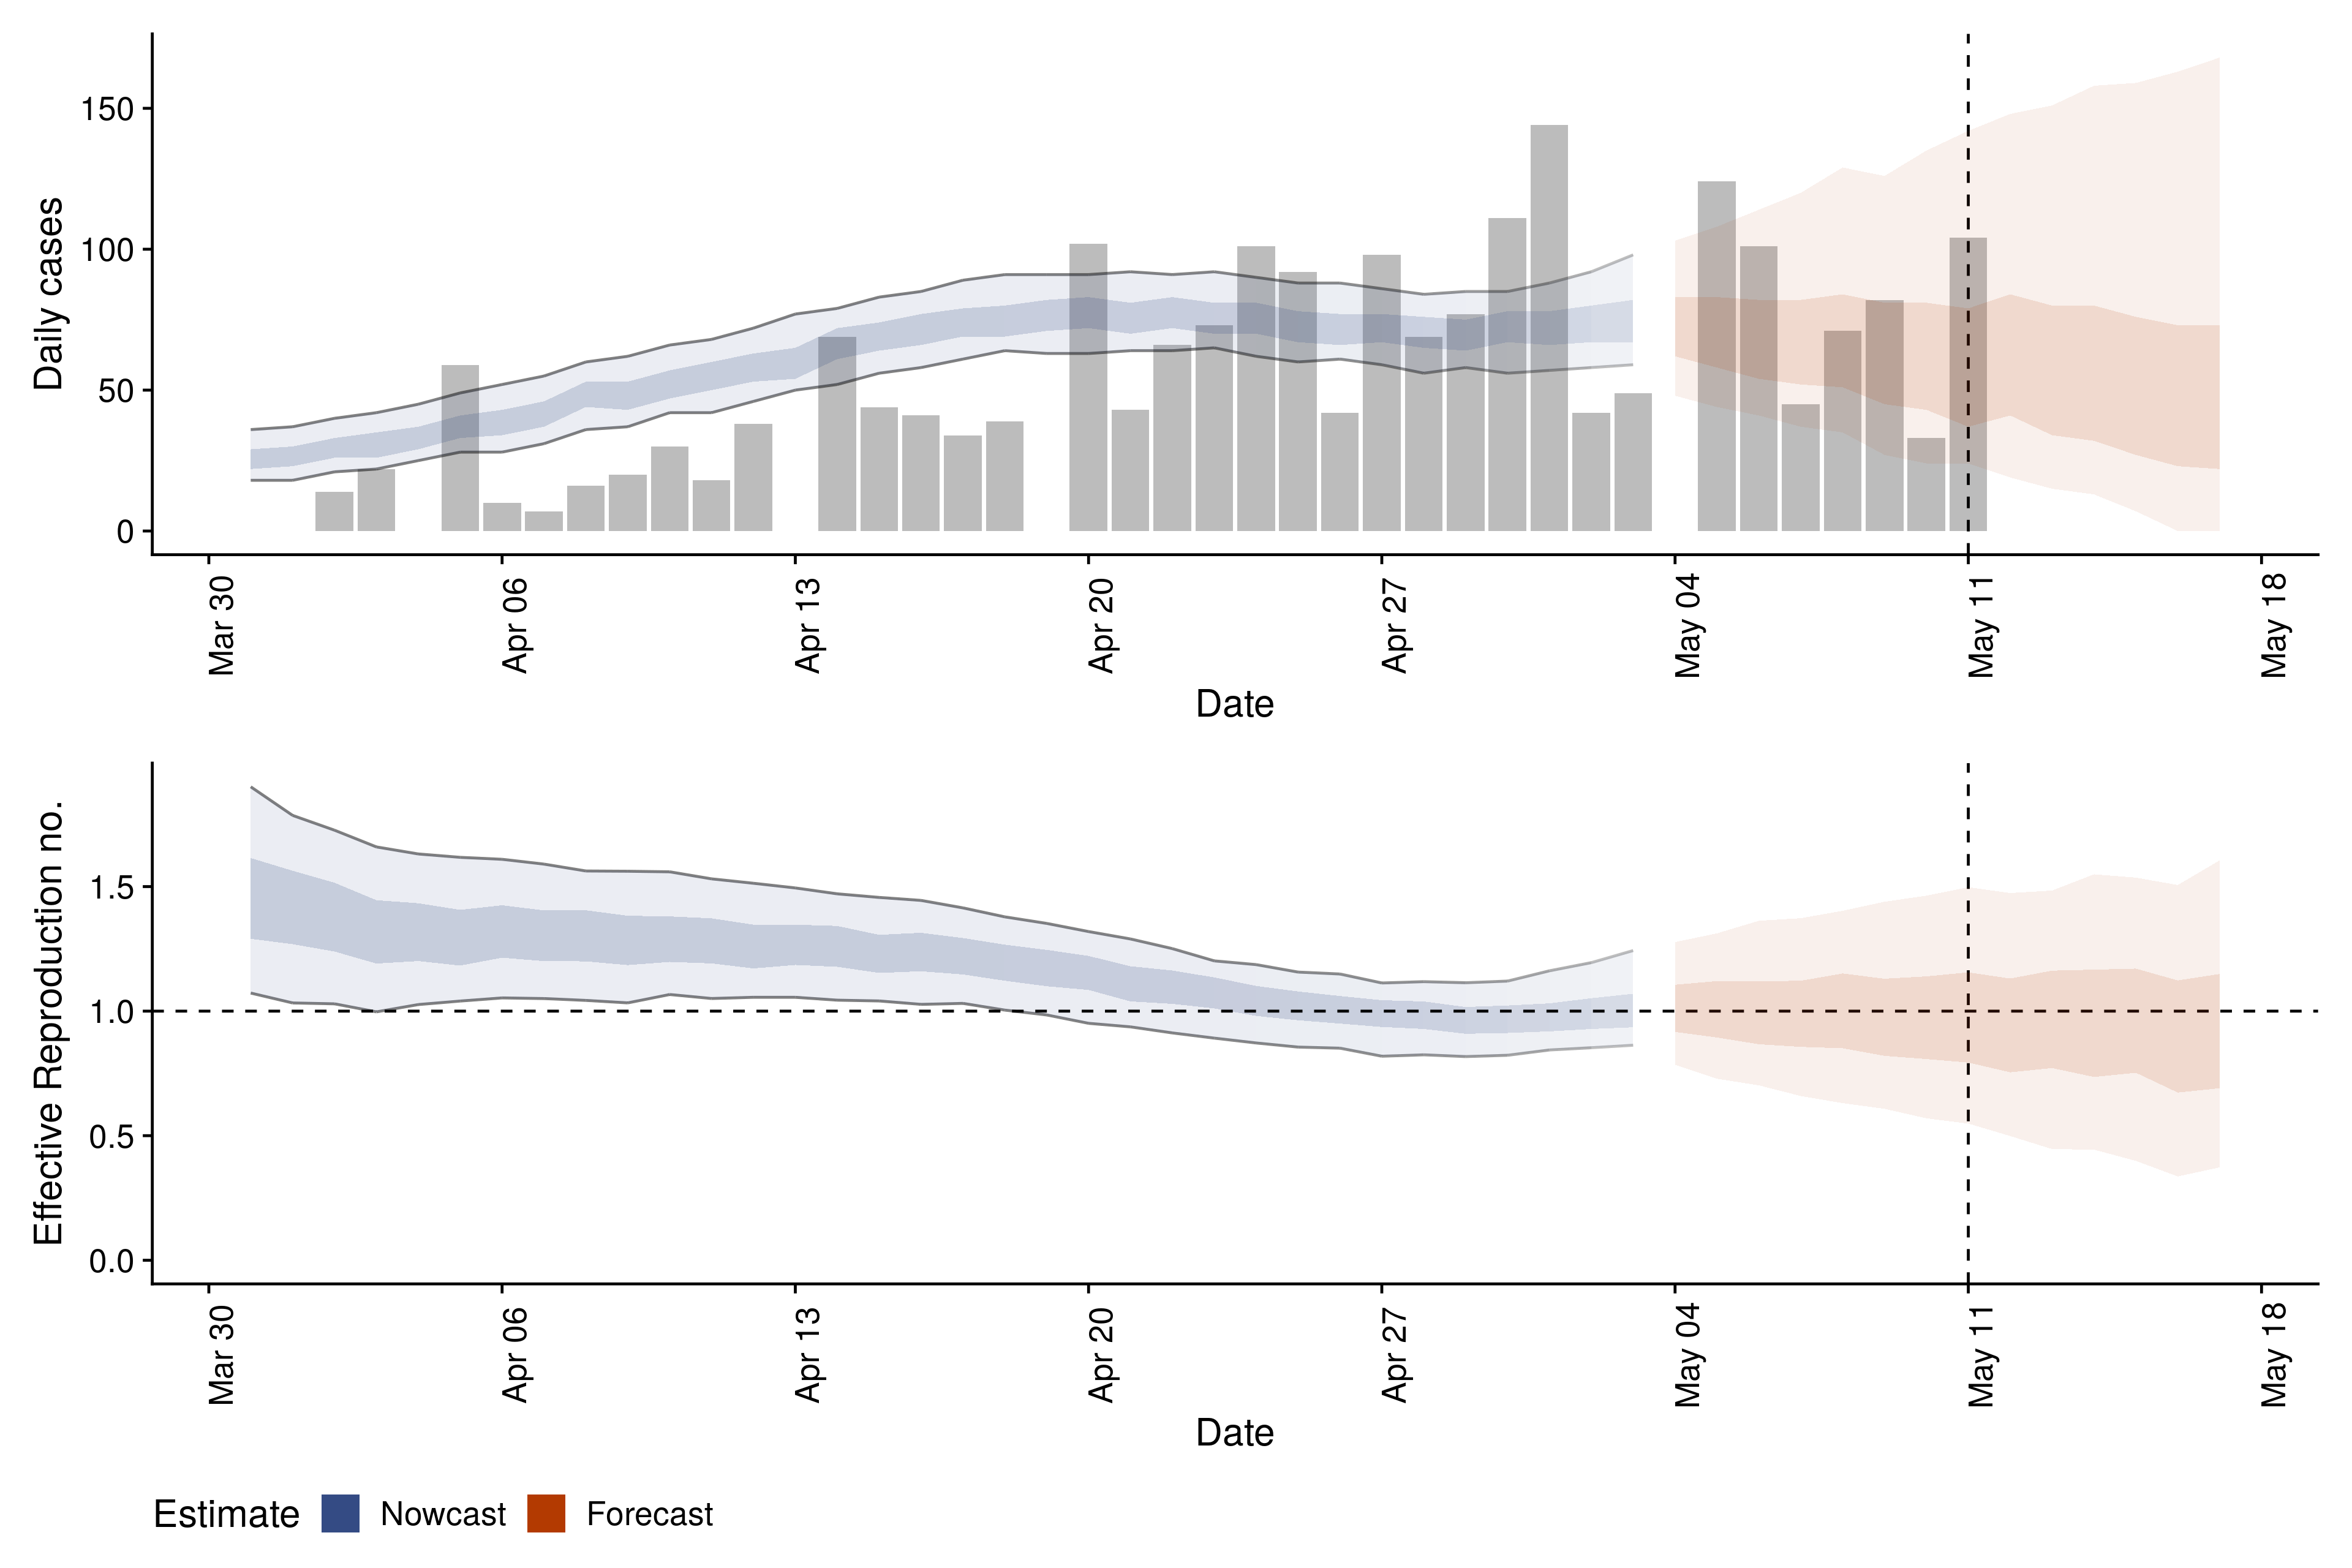 Daily cases
150
100
50
0
Mar 30
Apr 06
Apr 13
Apr 20
Apr 27
May 04
May 11
May 18
Date
Effective Reproduction no.
1.5
1.0
0.5
0.0
Mar 30
Apr 06
Apr 13
Apr 20
Apr 27
May 04
May 11
May 18
Date
Estimate Nowcast Forecast